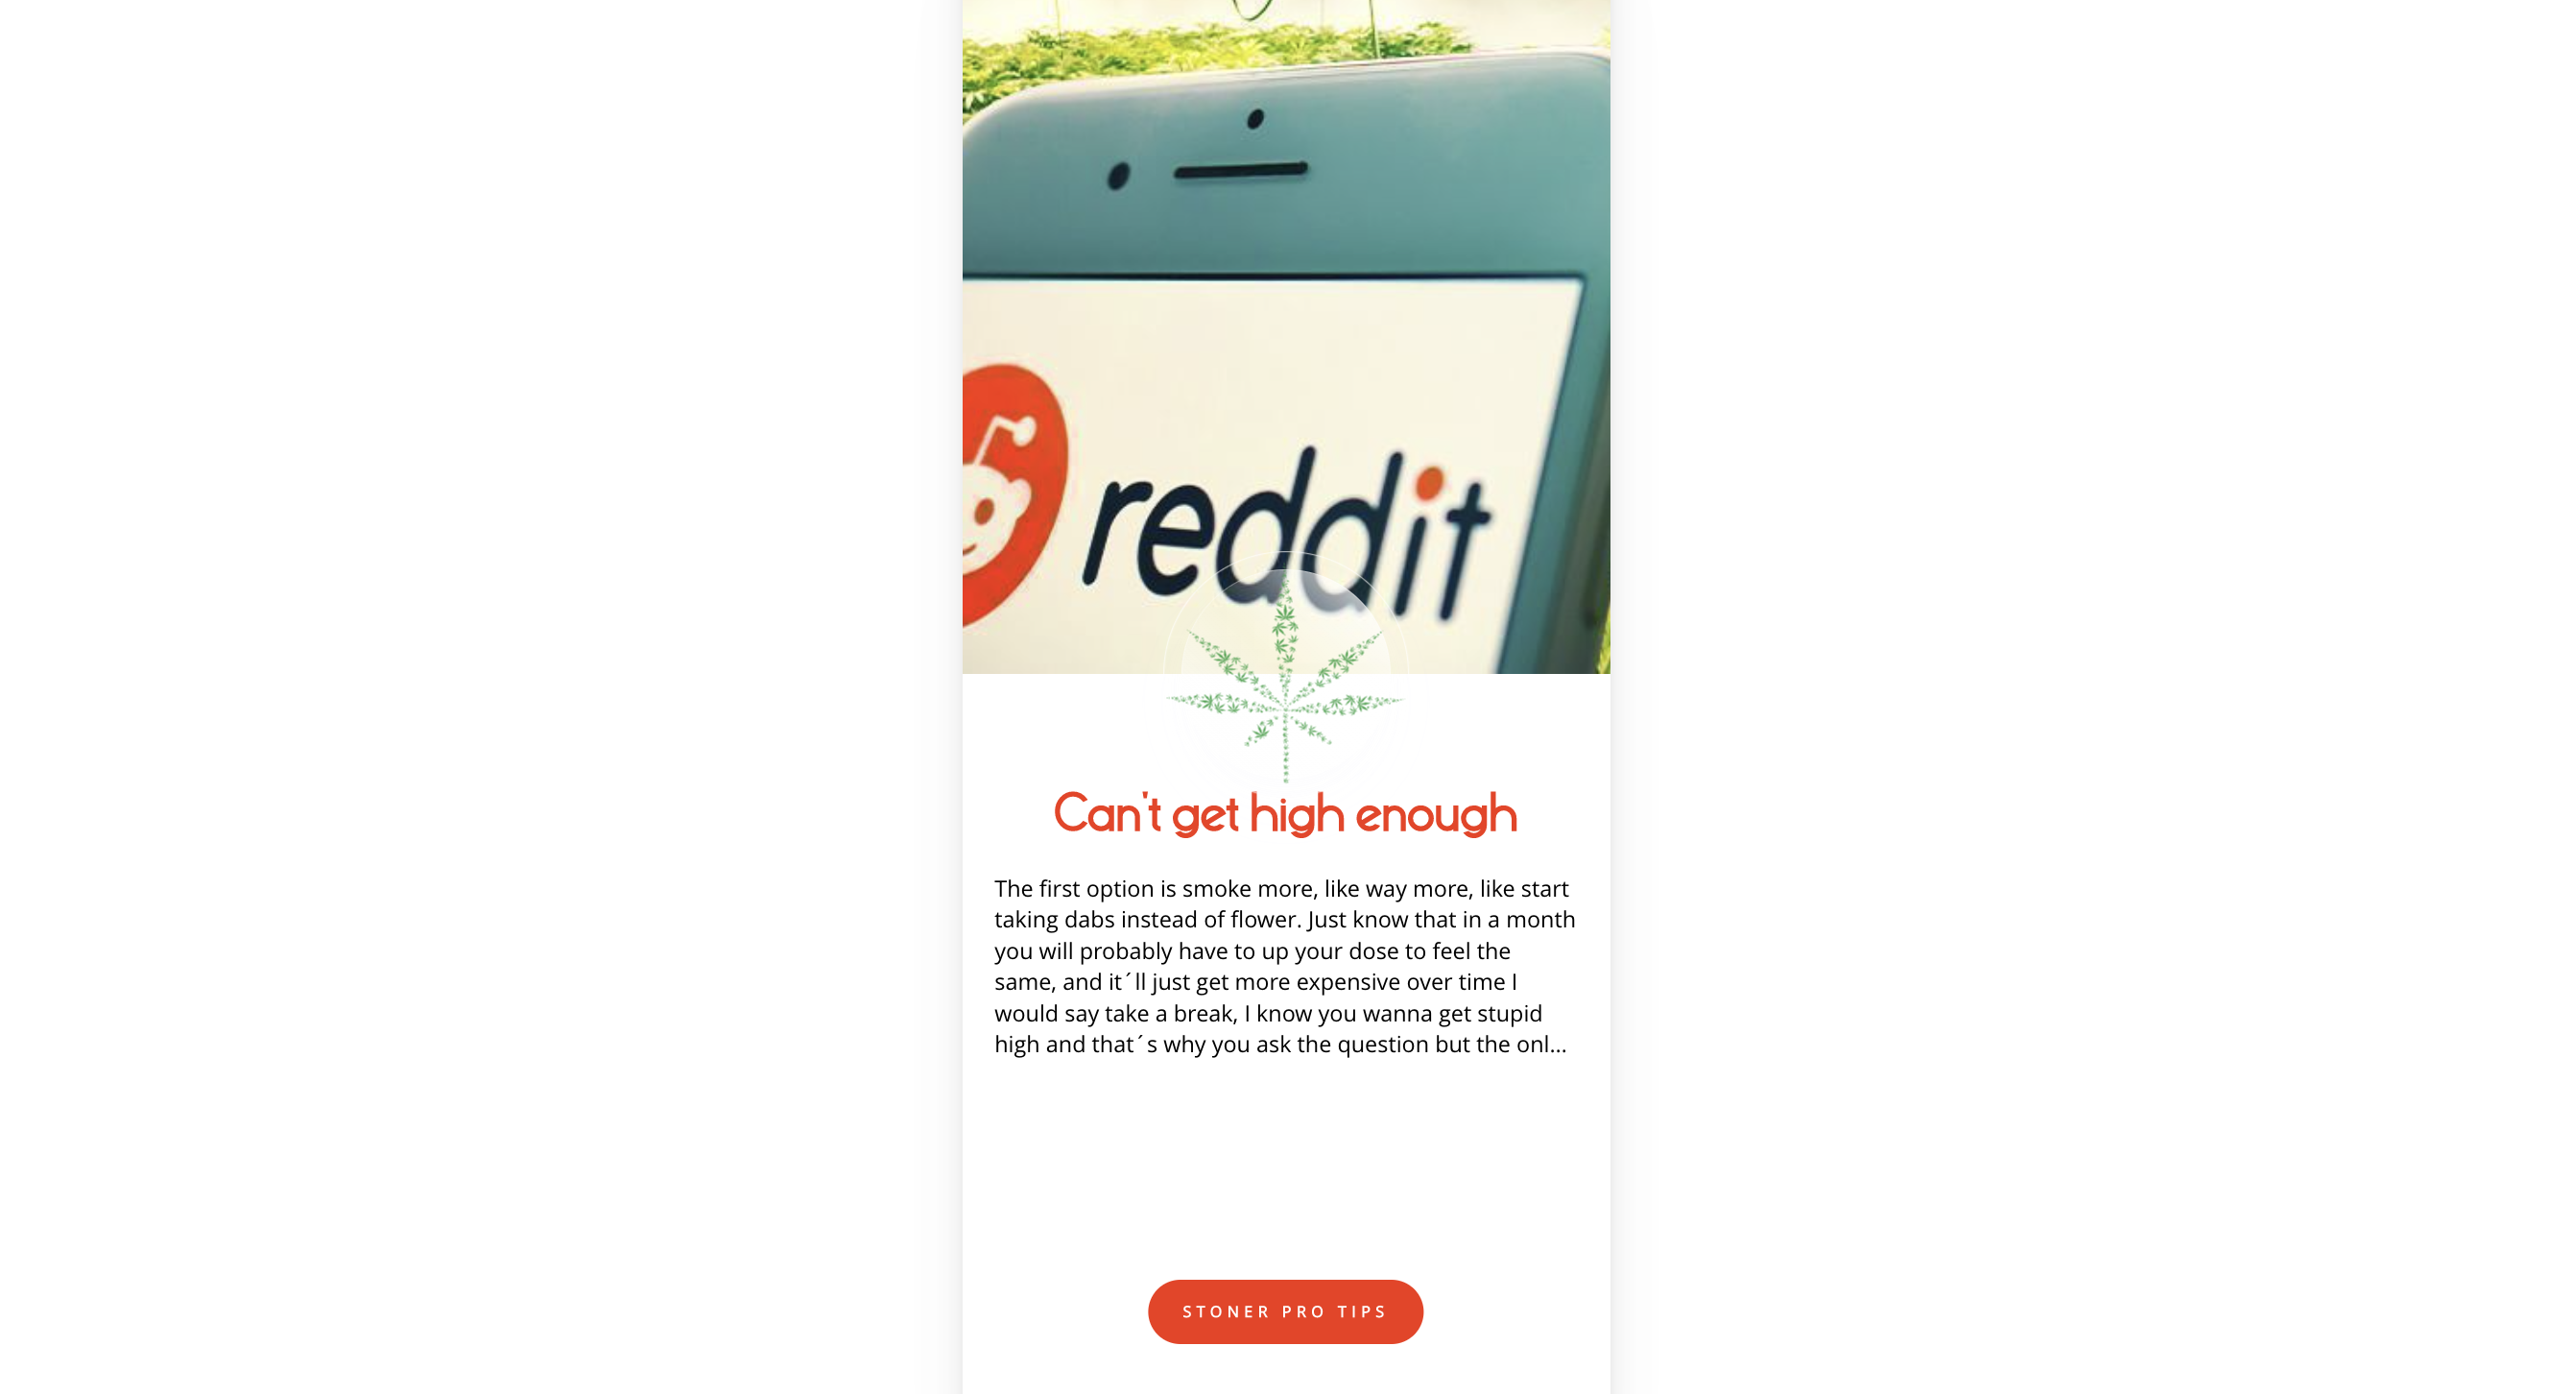 reddit
Can't get high enough
The first option is smoke more, like way more, like start
taking dabs instead of flower. Just know that in a month
you will probably have to up your dose to feel the
same, and it´ll just get more expensive over time I
would say take a break, I know you wanna get stupid
high and that´s why you ask the question but the onl...
STONER PRO TIPS